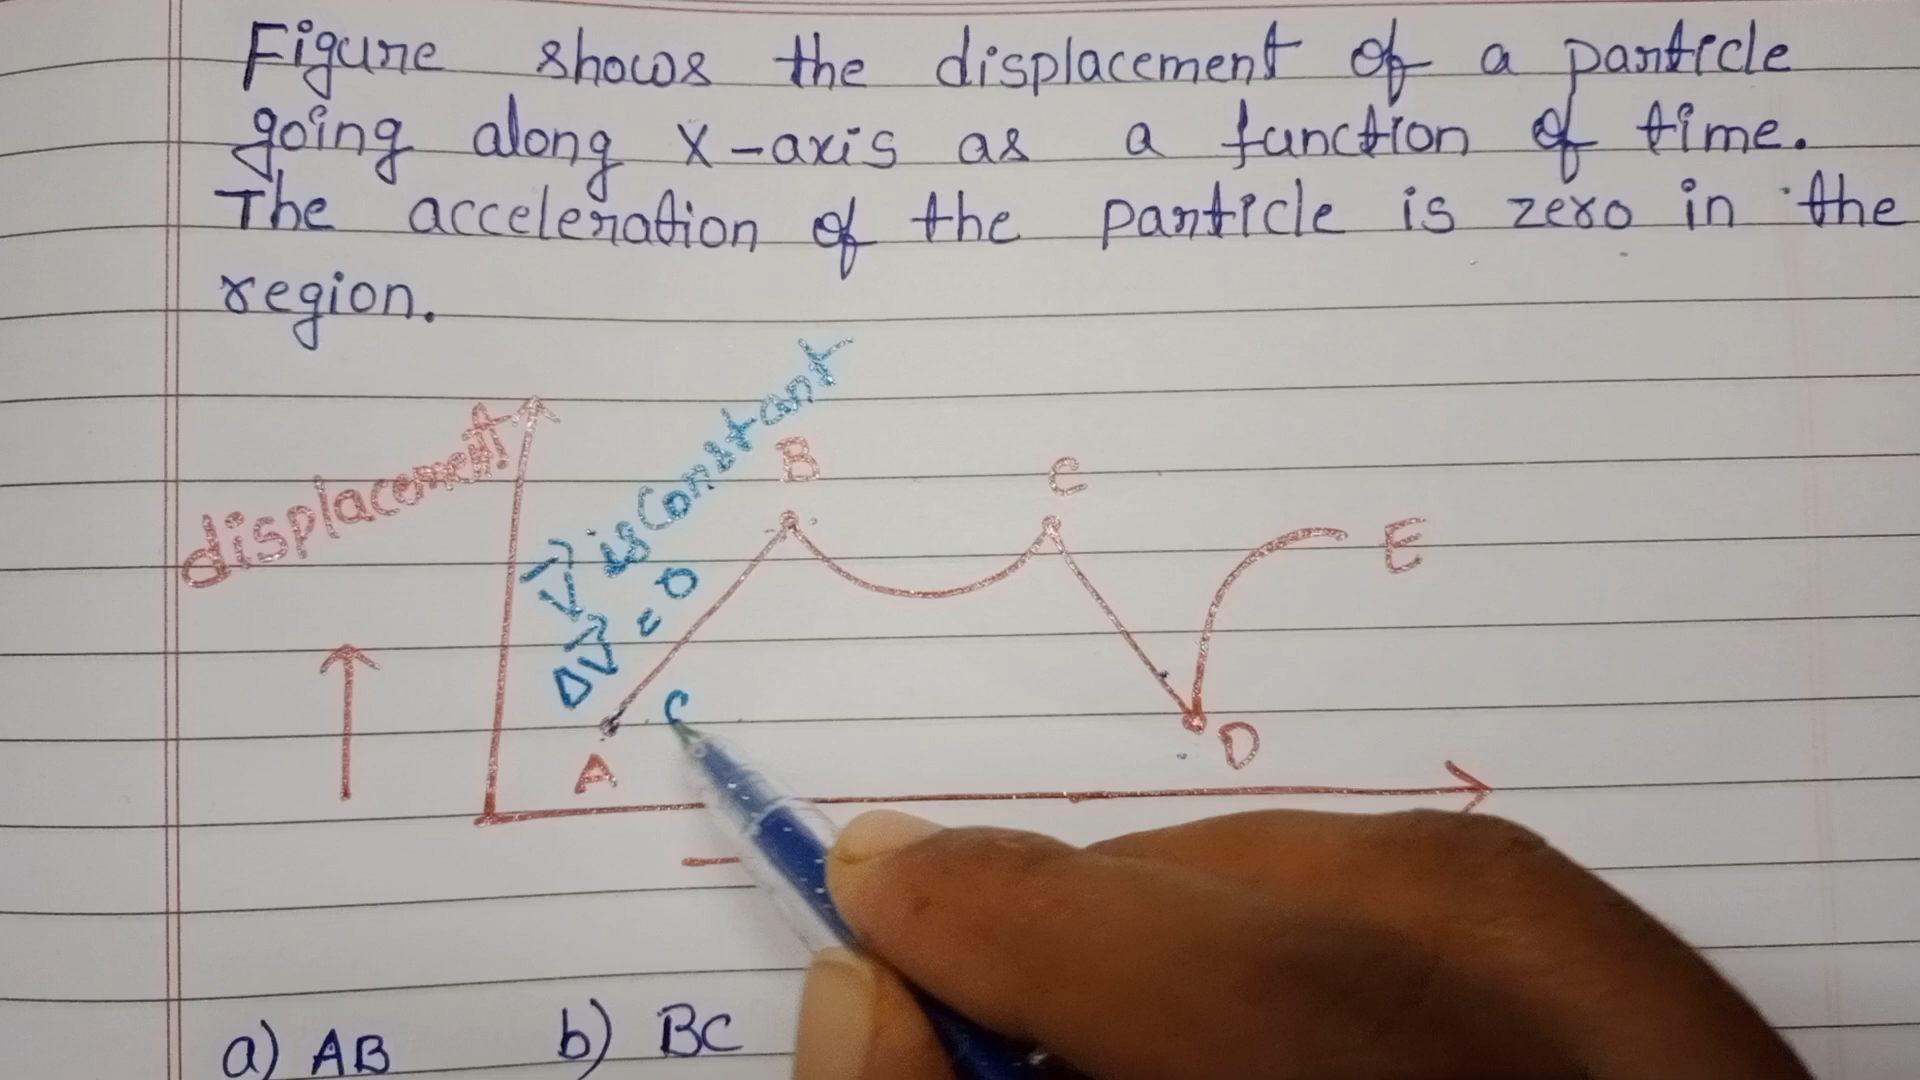 Figure shows the displacement of a particle
going along X-axis as a function of time.
The acceleration of the particle is zero in the
region.
displacement
V is constant
ΔV = 0
B
C
E
A
D
a) AB b) BC